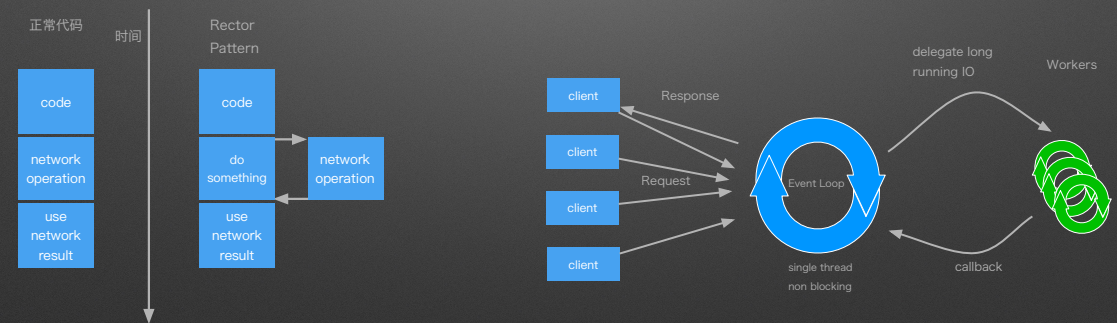 正常代码
时间
code
network
operation
use
network
result
Rector
Pattern
code
do
something
network
operation
use
network
result
client
client
client
client
Response
Request
Event Loop
single thread
non blocking
delegate long
running IO
callback
Workers